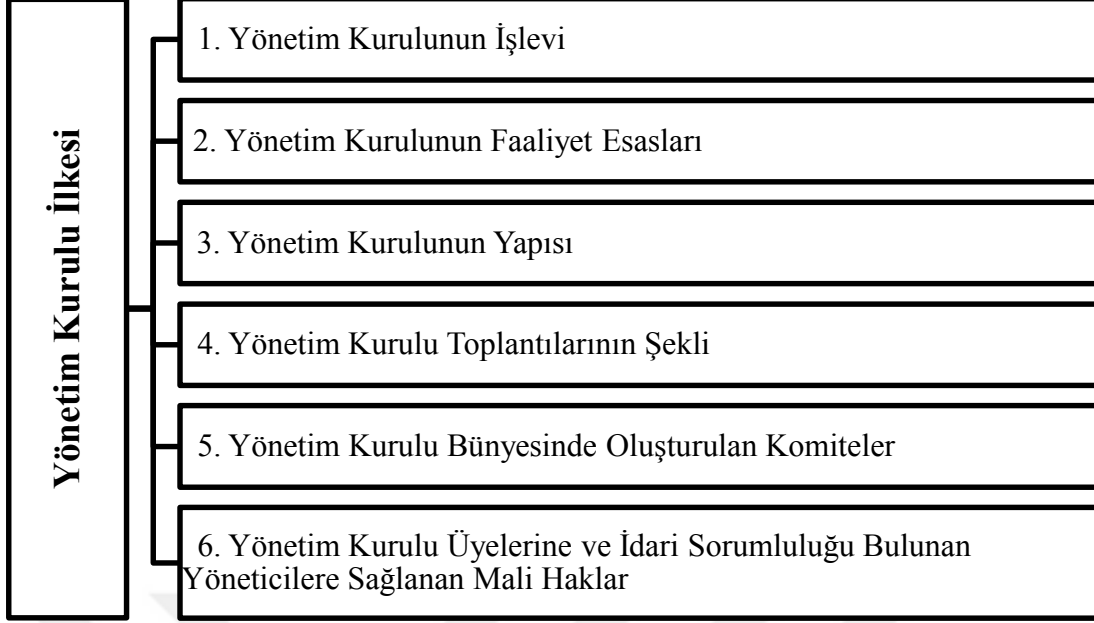 Yönetim Kurulu İlkesi
1. Yönetim Kurulunun İşlevi
2. Yönetim Kurulunun Faaliyet Esasları
3. Yönetim Kurulunun Yapısı
4. Yönetim Kurulu Toplantılarının Şekli
5. Yönetim Kurulu Bünyesinde Oluşturulan Komiteler
6. Yönetim Kurulu Üyelerine ve İdari Sorumluluğu Bulunan
Yöneticilere Sağlanan Mali Haklar